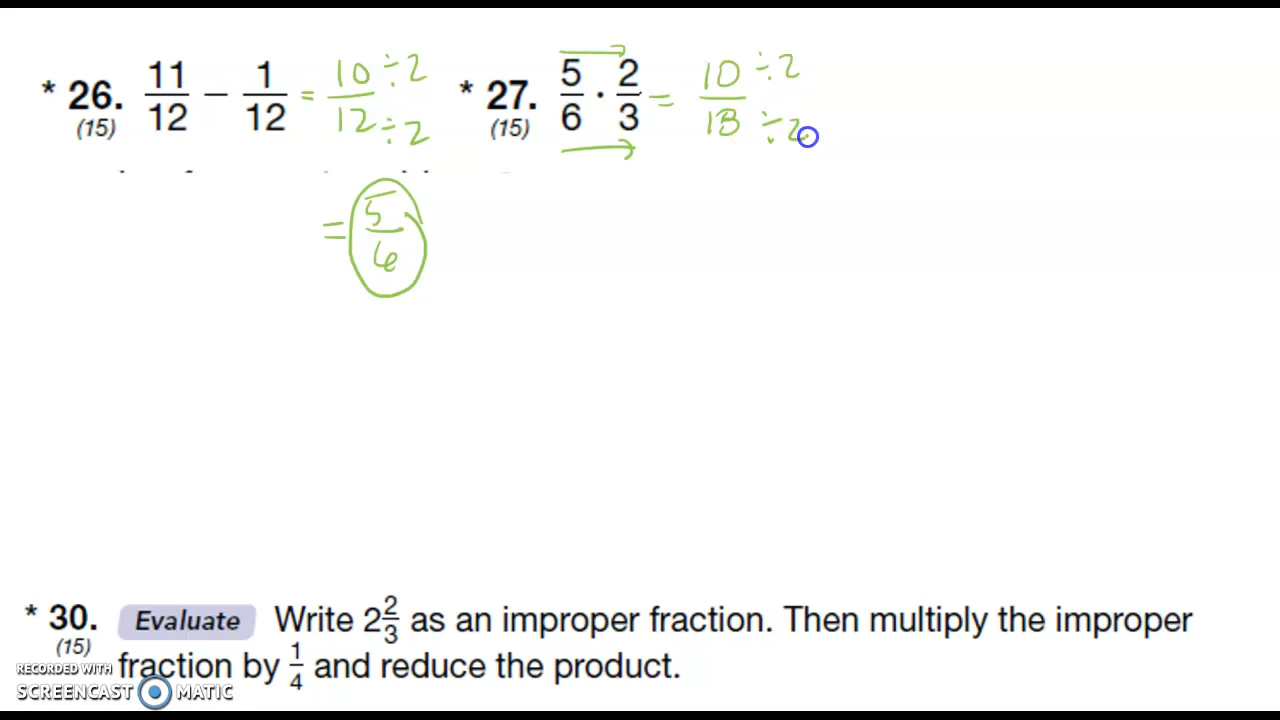 * 26. 11/12 − 1/12 = 10 ÷2 / 12 ÷2
(15)
= 5/6
* 27. 5/6 · 2/3 = 10 ÷2 / 18 ÷2
(15)
* 30. Evaluate Write 2 2/3 as an improper fraction. Then multiply the improper
(15) fraction by 1/4 and reduce the product.
RECORDED WITH
SCREENCAST MATIC